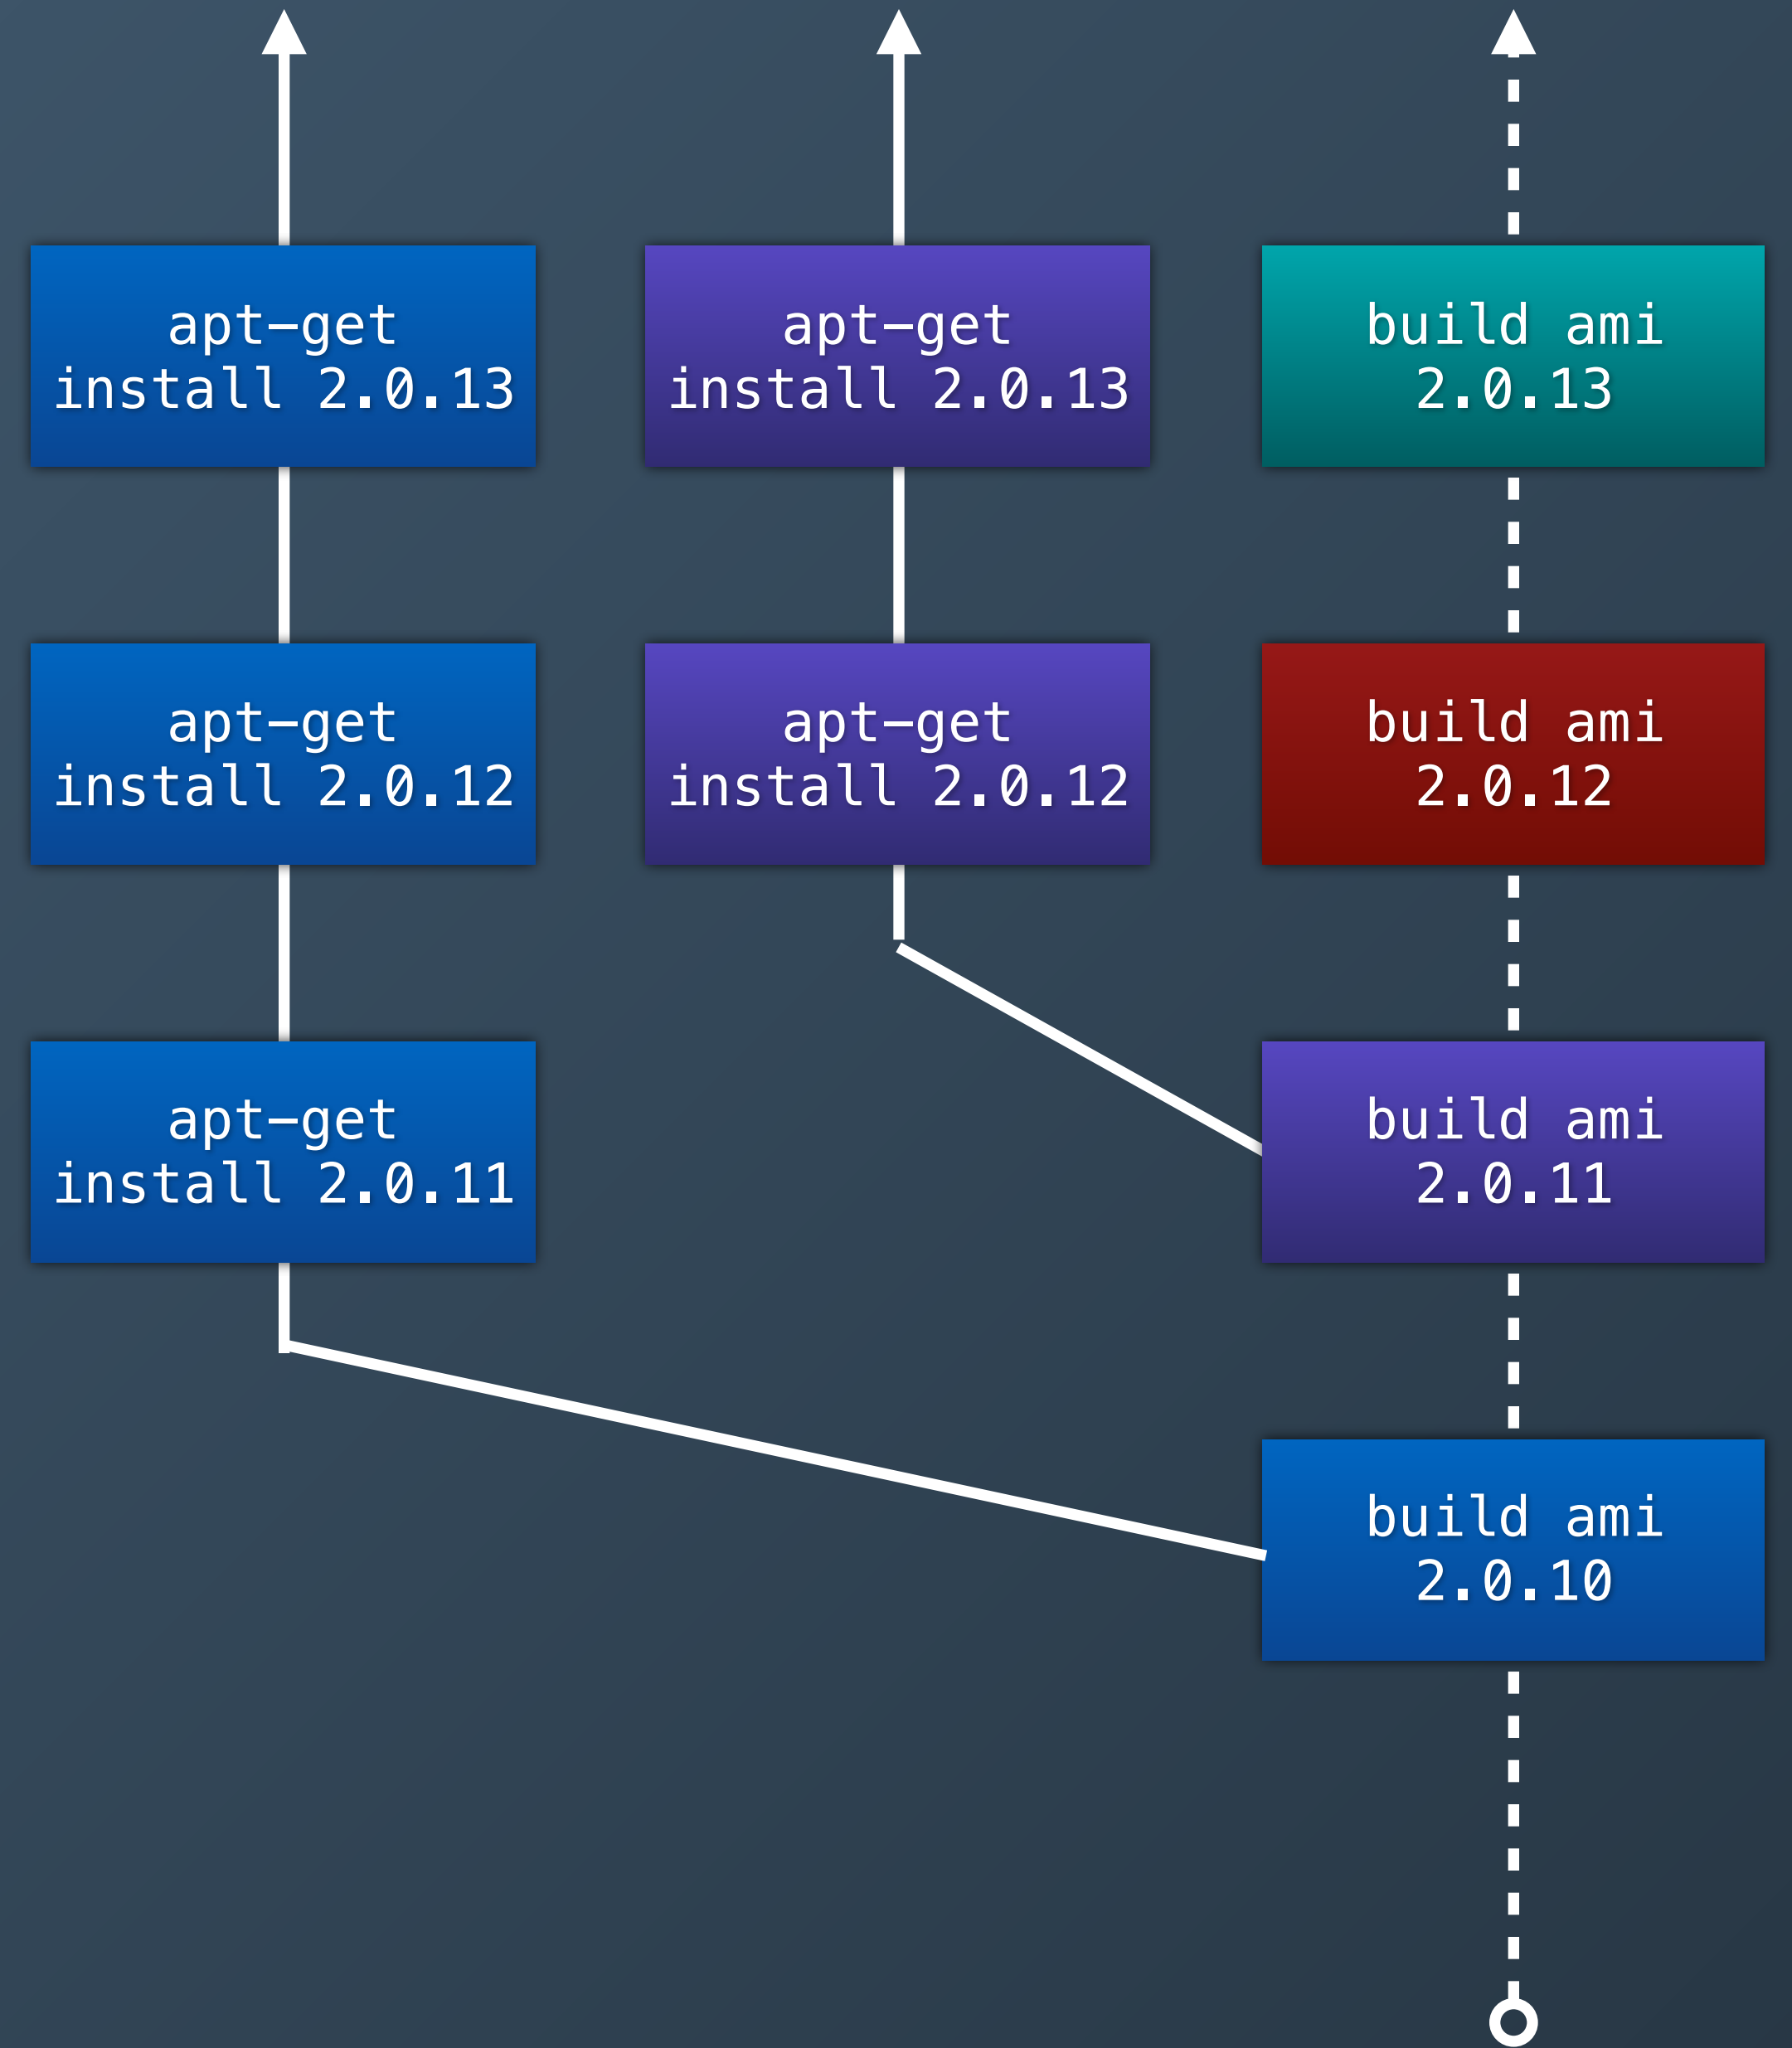 apt-get
install 2.0.13
apt-get
install 2.0.13
build ami
2.0.13
apt-get
install 2.0.12
apt-get
install 2.0.12
build ami
2.0.12
apt-get
install 2.0.11
build ami
2.0.11
build ami
2.0.10